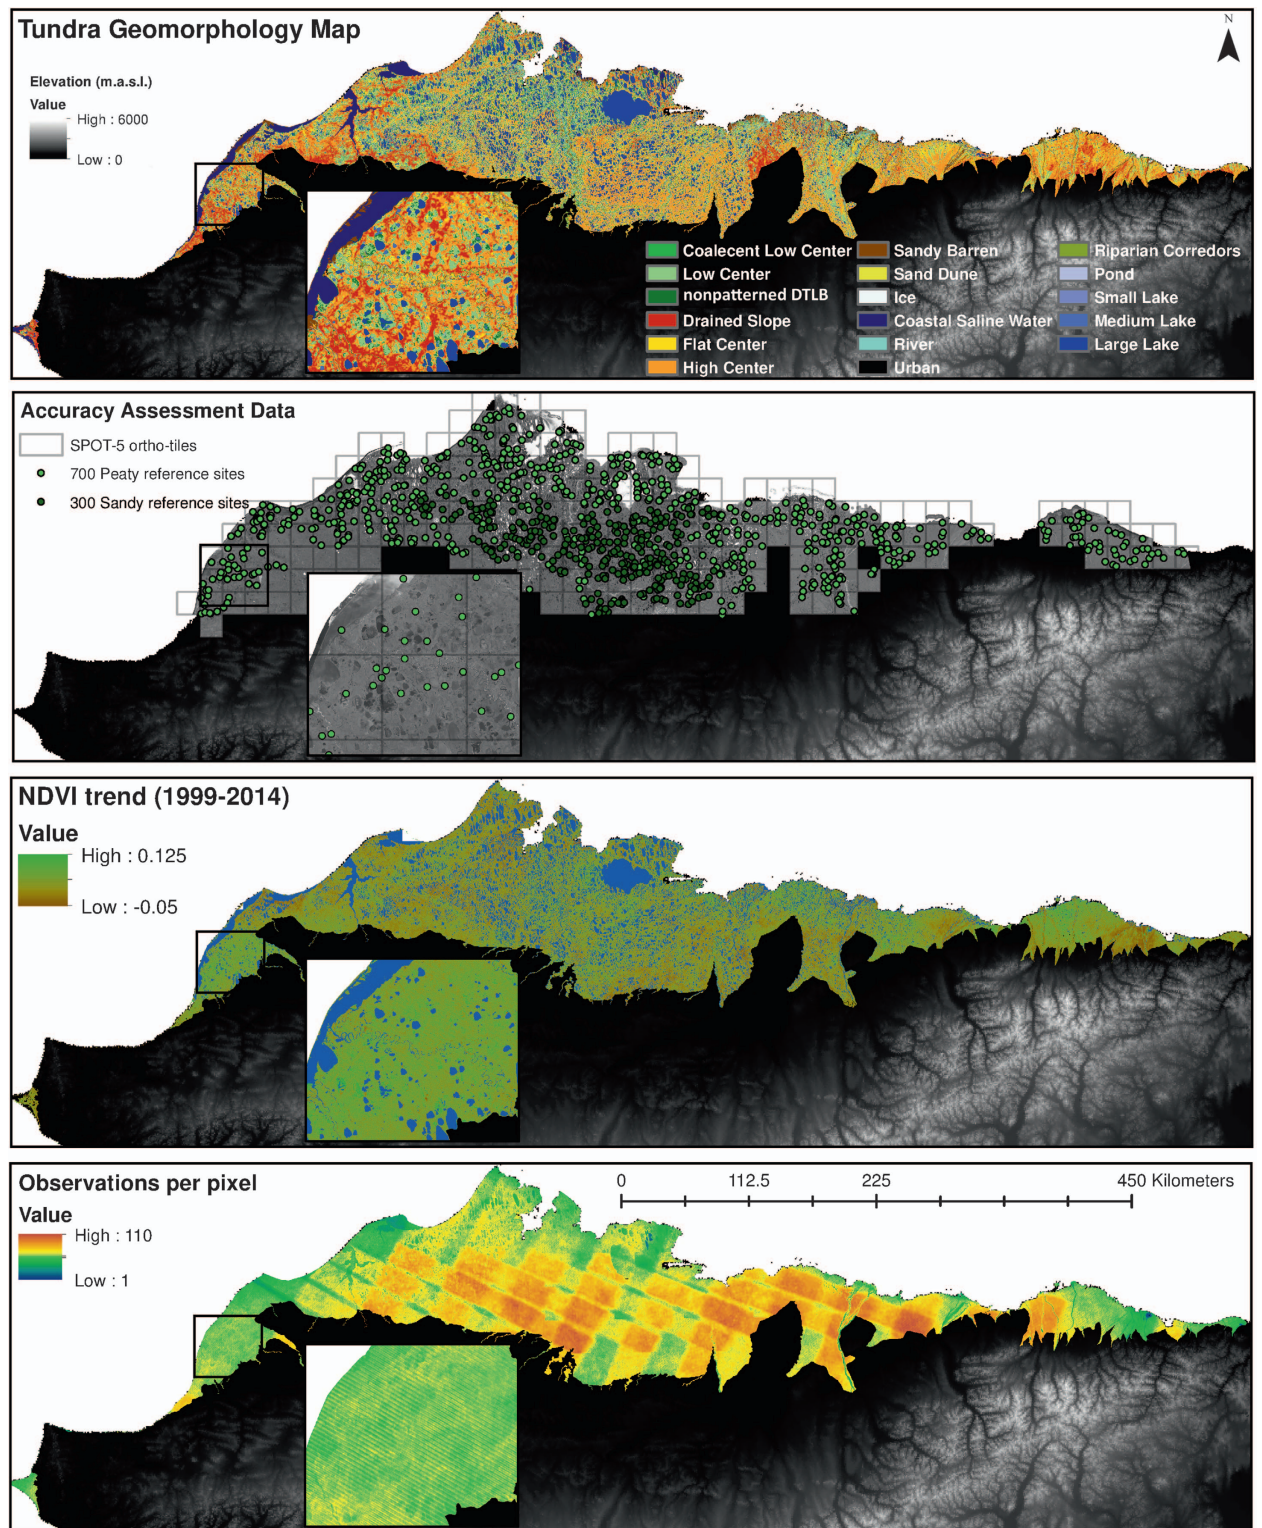 Tundra Geomorphology Map
N
Elevation (m.a.s.l.)
Value
High : 6000
Low : 0
Coalecent Low Center
Low Center
nonpatterned DTLB
Drained Slope
Flat Center
High Center
Sandy Barren
Sand Dune
Ice
Coastal Saline Water
River
Urban
Riparian Corredors
Pond
Small Lake
Medium Lake
Large Lake
Accuracy Assessment Data
SPOT-5 ortho-tiles
700 Peaty reference sites
300 Sandy reference sites
NDVI trend (1999-2014)
Value
High : 0.125
Low : -0.05
Observations per pixel
Value
High : 110
Low : 1
0 112.5 225 450 Kilometers